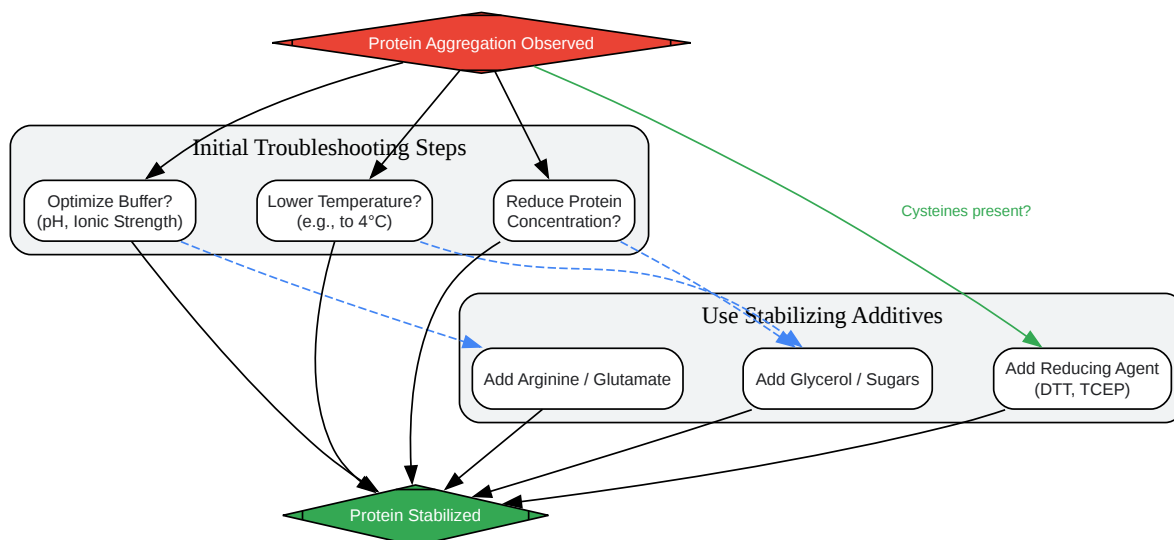 Protein Aggregation Observed
Initial Troubleshooting Steps
Optimize Buffer?
(pH, Ionic Strength)
Lower Temperature?
(e.g., to 4°C)
Reduce Protein
Concentration?
Cysteines present?
Use Stabilizing Additives
Add Arginine / Glutamate
Add Glycerol / Sugars
Add Reducing Agent
(DTT, TCEP)
Protein Stabilized